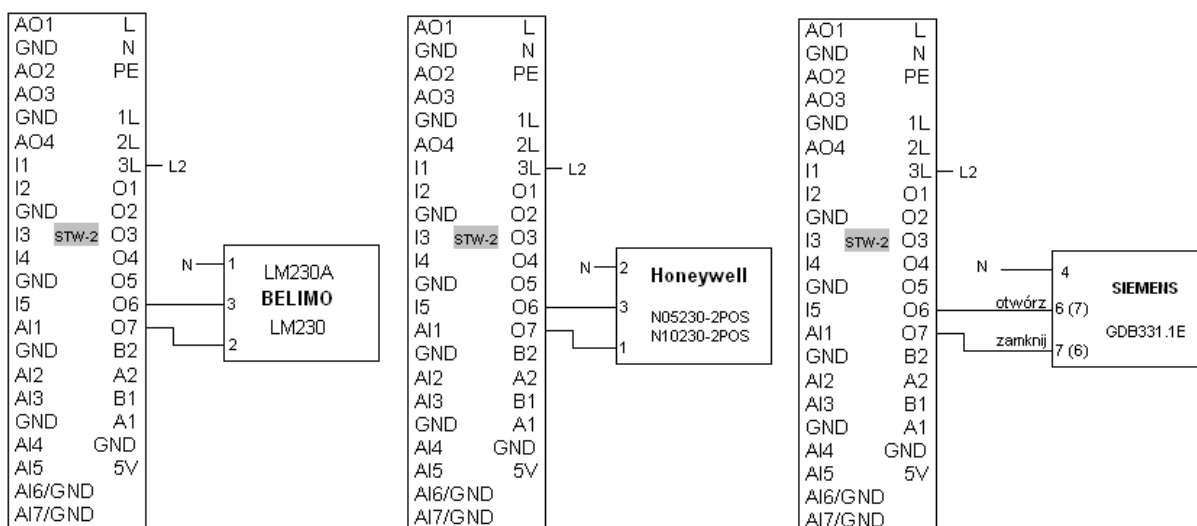 AO1 L
GND N
AO2 PE
AO3
GND 1L
AO4 2L
I1 3L L2
I2 O1
GND O2
I3 STW-2 O3
I4 O4
GND O5
I5 O6
AI1 O7
GND B2
AI2 A2
AI3 B1
GND A1
AI4 GND
AI5 5V
AI6/GND
AI7/GND
N 1
LM230A
BELIMO
3
LM230
2
AO1 L
GND N
AO2 PE
AO3
GND 1L
AO4 2L
I1 3L L2
I2 O1
GND O2
I3 STW-2 O3
I4 O4
GND O5
I5 O6
AI1 O7
GND B2
AI2 A2
AI3 B1
GND A1
AI4 GND
AI5 5V
AI6/GND
AI7/GND
N 2
Honeywell
3
N05230-2POS
N10230-2POS
1
AO1 L
GND N
AO2 PE
AO3
GND 1L
AO4 2L
I1 3L L2
I2 O1
GND O2
I3 STW-2 O3
I4 O4
GND O5
I5 O6
AI1 O7
GND B2
AI2 A2
AI3 B1
GND A1
AI4 GND
AI5 5V
AI6/GND
AI7/GND
N 4
SIEMENS
otwórz 6 (7)
GDB331.1E
zamknij 7 (6)